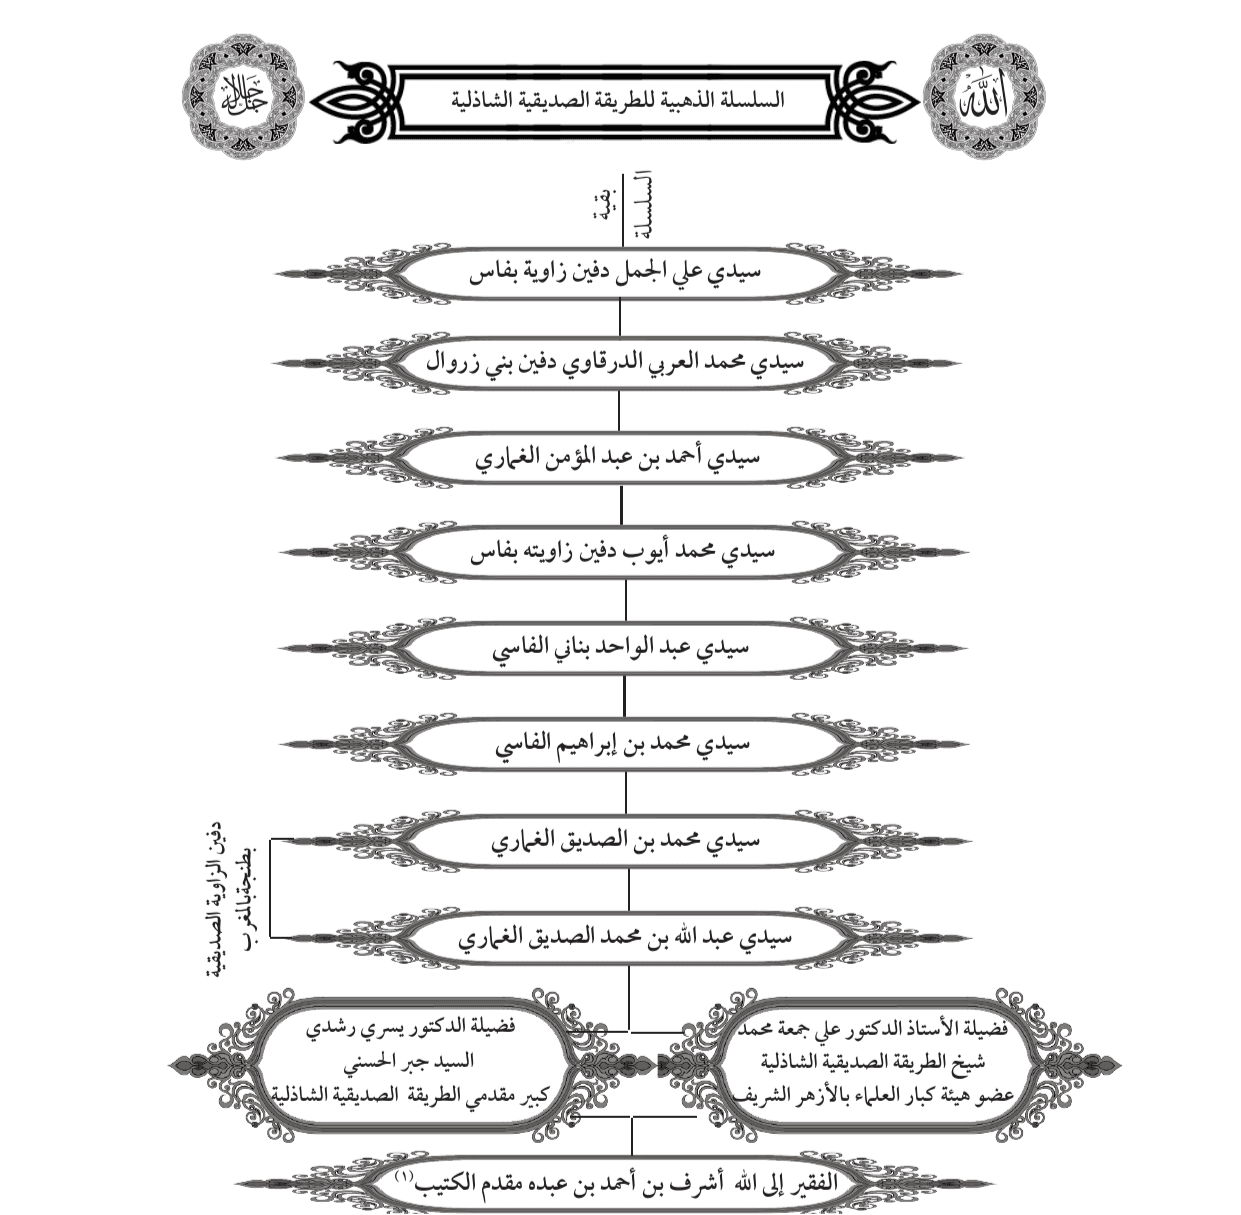 الله
جل جلاله
السلسلة الذهبية للطريقة الصديقية الشاذلية
بقية
السلسلة
سيدي علي الجمل دفين زاوية بفاس
سيدي محمد العربي الدرقاوي دفين بني زروال
سيدي أحمد بن عبد المؤمن الغماري
سيدي محمد أيوب دفين زاويته بفاس
سيدي عبد الواحد بناني الفاسي
سيدي محمد بن إبراهيم الفاسي
سيدي محمد بن الصديق الغماري
سيدي عبد الله بن محمد الصديق الغماري
دفين الزاوية الصديقية
بطنجة بالمغرب
فضيلة الأستاذ الدكتور علي جمعة محمد
شيخ الطريقة الصديقية الشاذلية
عضو هيئة كبار العلماء بالأزهر الشريف
فضيلة الدكتور يسري رشدي
السيد جبر الحسني
كبير مقدمي الطريقة الصديقية الشاذلية
الفقير إلى الله أشرف بن أحمد بن عبده مقدم الكتيب(١)